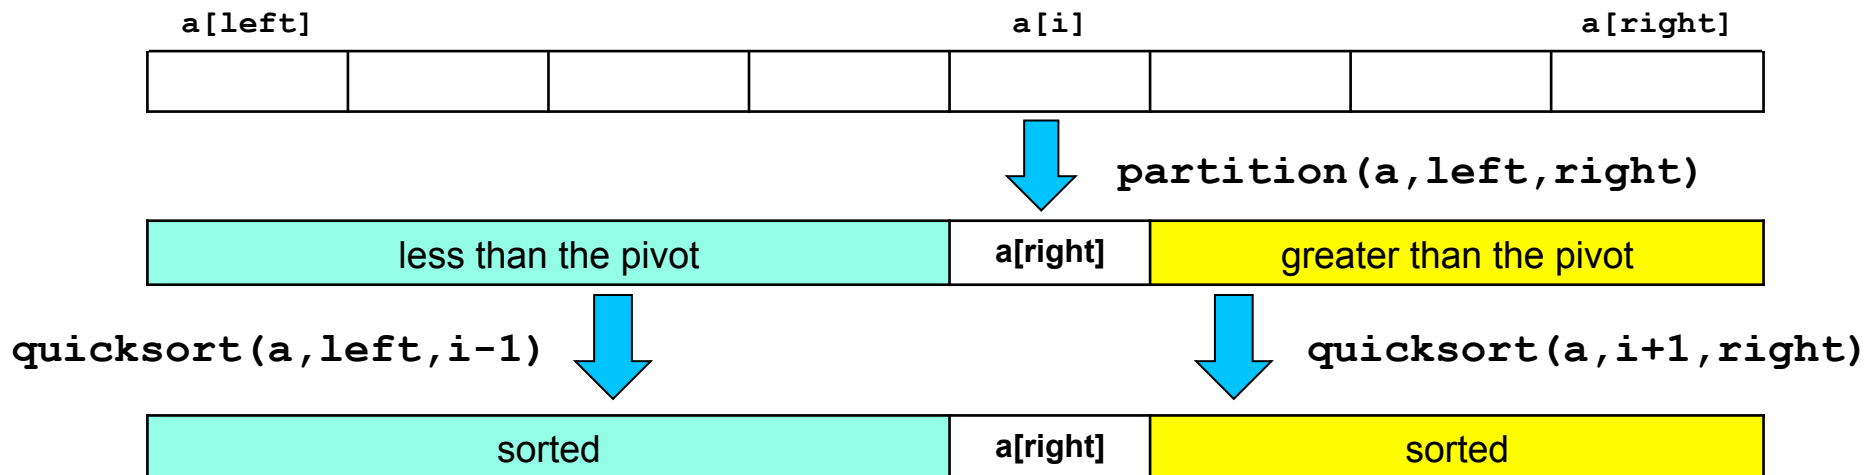 a[left] a[i] a[right]
partition(a,left,right)
less than the pivot a[right] greater than the pivot
quicksort(a,left,i-1) quicksort(a,i+1,right)
sorted a[right] sorted